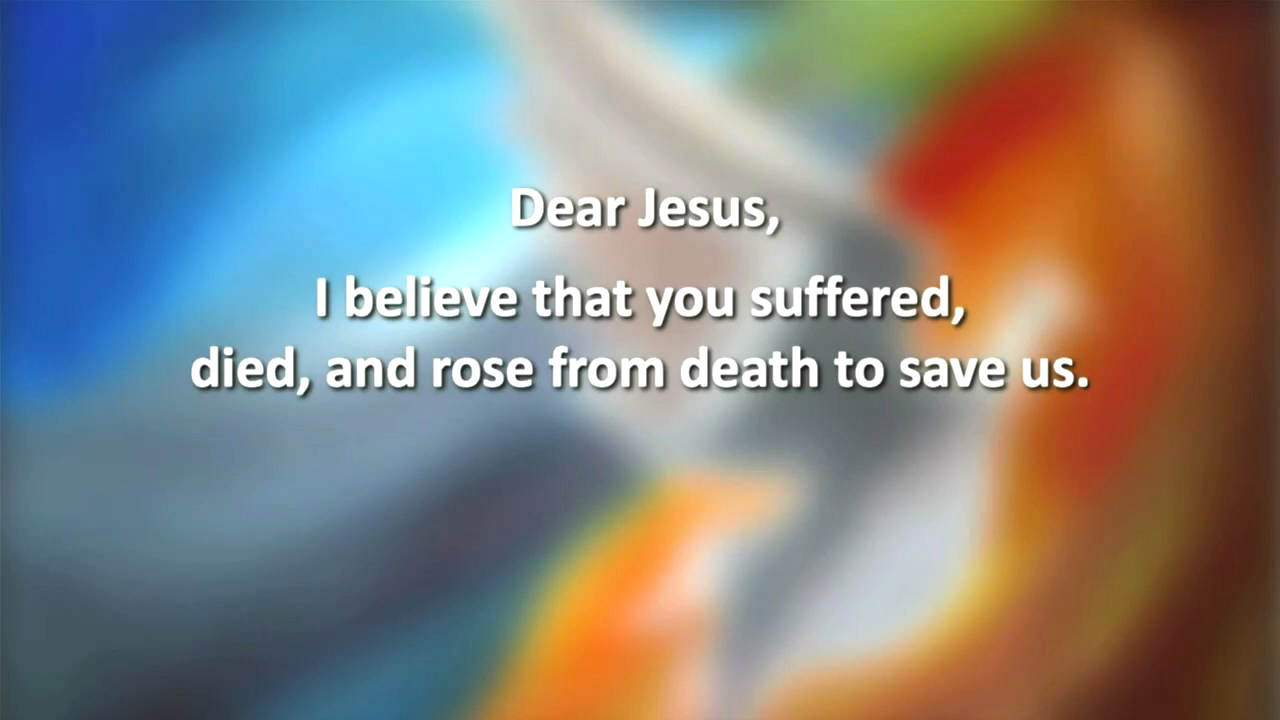 Dear Jesus,
I believe that you suffered,
died, and rose from death to save us.